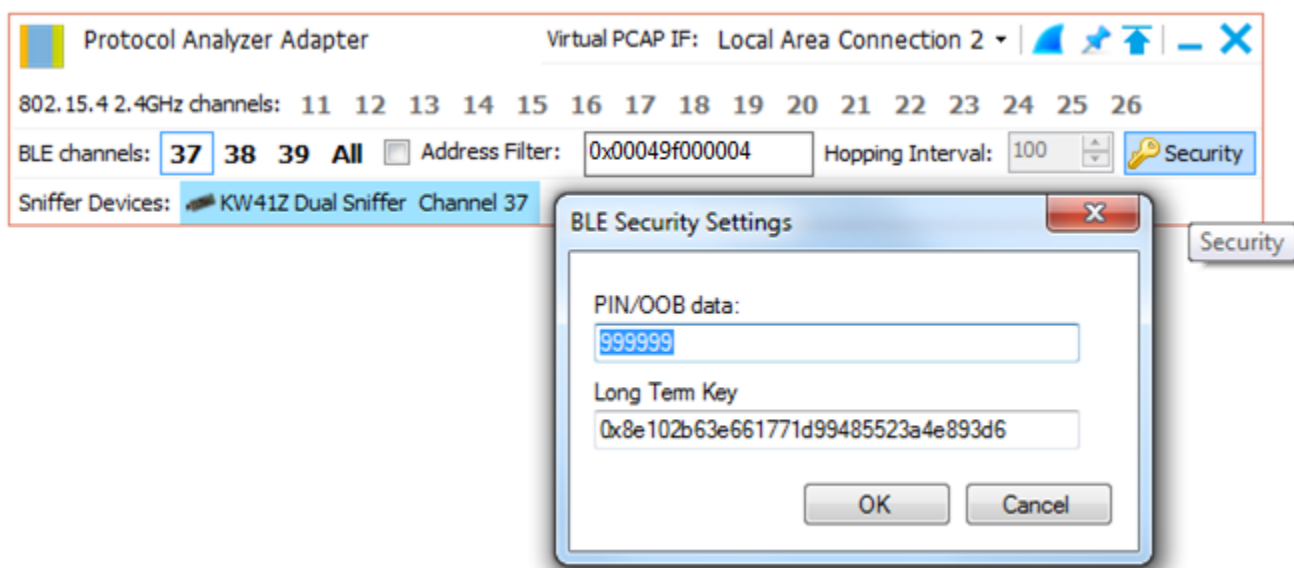 Protocol Analyzer Adapter Virtual PCAP IF: Local Area Connection 2
802.15.4 2.4GHz channels: 11 12 13 14 15 16 17 18 19 20 21 22 23 24 25 26
BLE channels: 37 38 39 All Address Filter: 0x00049f000004 Hopping Interval: 100 Security
Sniffer Devices: KW41Z Dual Sniffer Channel 37
BLE Security Settings
Security
PIN/OOB data:
999999
Long Term Key
0x8e102b63e661771d99485523a4e893d6
OK Cancel